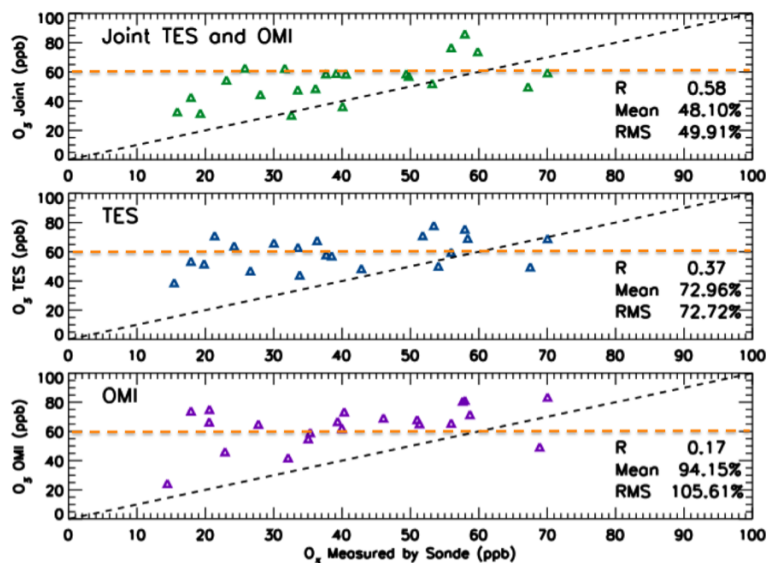 Joint TES and OMI
O3 Joint (ppb)
100
80
60
40
20
0
R 0.58
Mean 48.10%
RMS 49.91%
0 10 20 30 40 50 60 70 80 90 100
TES
O3 TES (ppb)
100
80
60
40
20
0
R 0.37
Mean 72.96%
RMS 72.72%
0 10 20 30 40 50 60 70 80 90 100
OMI
O3 OMI (ppb)
100
80
60
40
20
0
R 0.17
Mean 94.15%
RMS 105.61%
0 10 20 30 40 50 60 70 80 90 100
Ox Measured by Sonde (ppb)